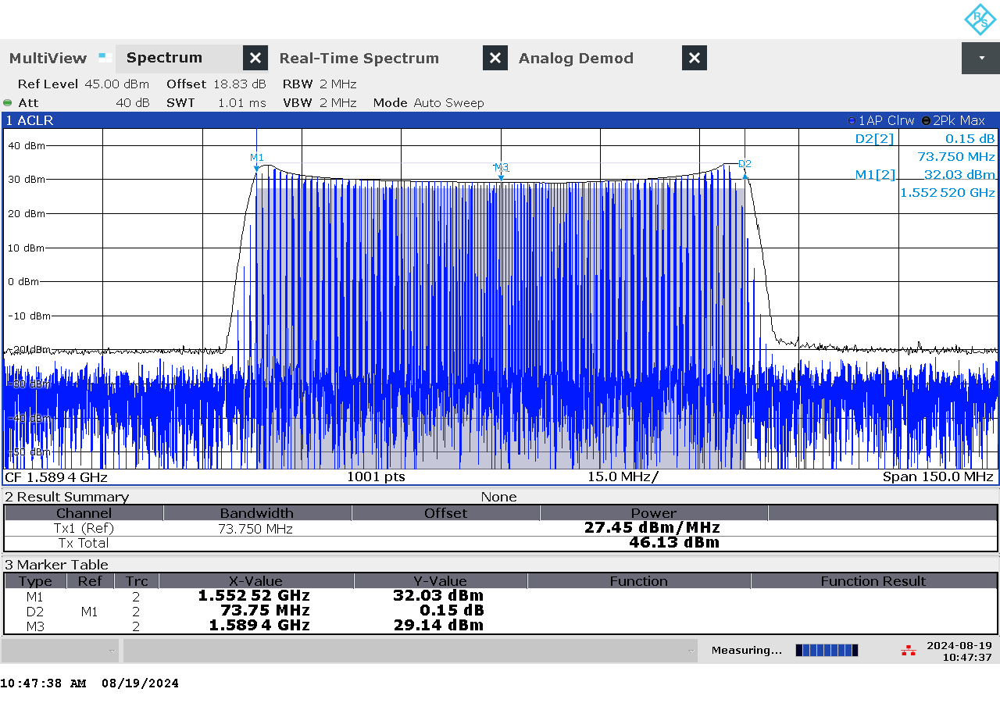 R S
MultiView Spectrum Real-Time Spectrum Analog Demod
Ref Level 45.00 dBm Offset 18.83 dB RBW 2 MHz
Att 40 dB SWT 1.01 ms VBW 2 MHz Mode Auto Sweep
1 ACLR 1AP Clrw 2Pk Max
D2[2] 0.15 dB
40 dBm
73.750 MHz
M1 D2
M3
M1[2] 32.03 dBm
30 dBm
1.552 520 GHz
20 dBm
10 dBm
0 dBm
-10 dBm
-20 dBm
-30 dBm
-40 dBm
-50 dBm
CF 1.589 4 GHz 1001 pts 15.0 MHz/ Span 150.0 MHz
2 Result Summary None
Channel Bandwidth Offset Power
Tx1 (Ref) 73.750 MHz 27.45 dBm/MHz
Tx Total 46.13 dBm
3 Marker Table
Type Ref Trc X-Value Y-Value Function Function Result
M1 2 1.552 52 GHz 32.03 dBm
D2 M1 2 73.75 MHz 0.15 dB
M3 2 1.589 4 GHz 29.14 dBm
Measuring... 2024-08-19
10:47:37
10:47:38 AM 08/19/2024